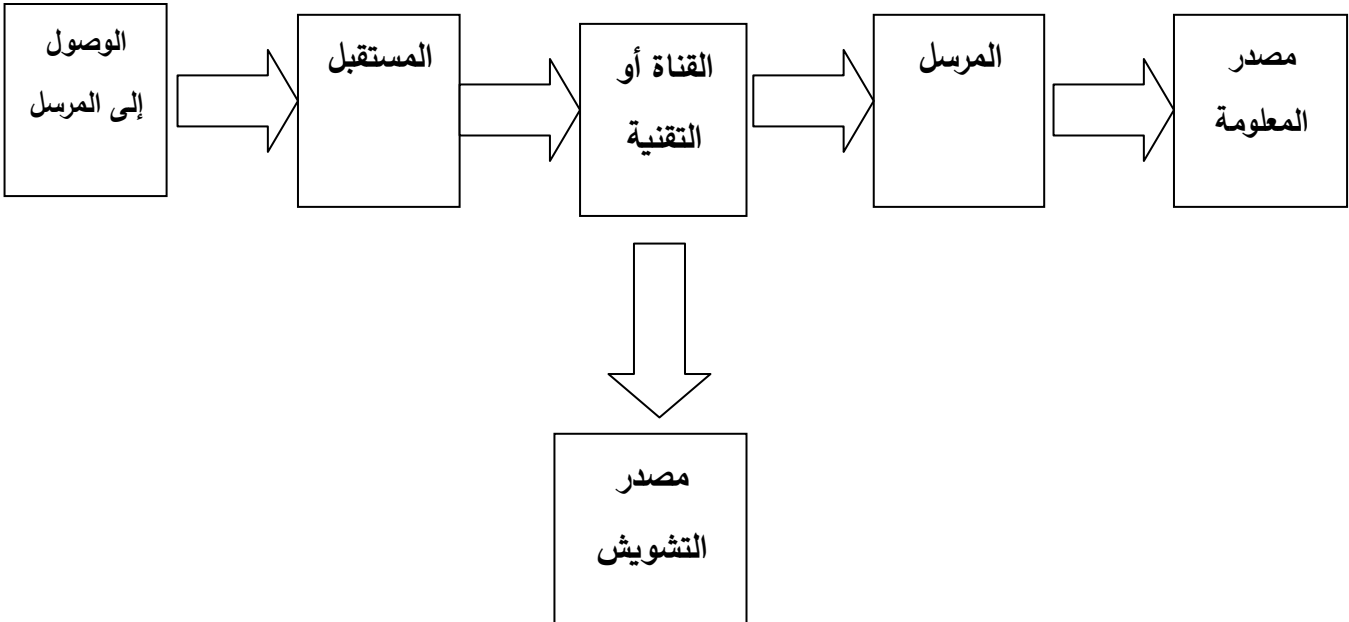 مصدر
المعلومة
المرسل
القناة أو
التقنية
المستقبل
الوصول
إلى المرسل
مصدر
التشويش